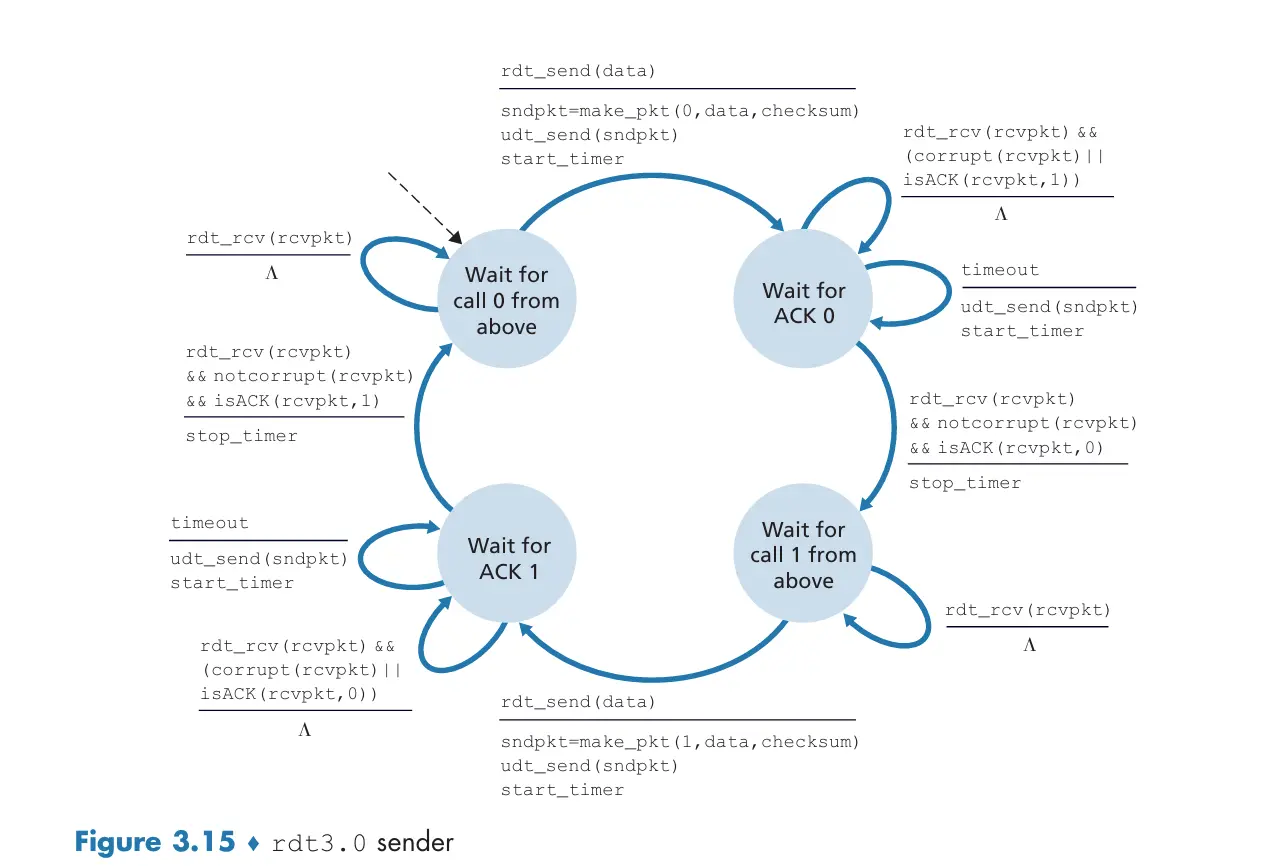 rdt_send(data)
sndpkt=make_pkt(0,data,checksum)
udt_send(sndpkt)
start_timer
rdt_rcv(rcvpkt) &&
(corrupt(rcvpkt)||
isACK(rcvpkt,1))
Λ
rdt_rcv(rcvpkt)
Λ
Wait for
call 0 from
above
Wait for
ACK 0
timeout
udt_send(sndpkt)
start_timer
rdt_rcv(rcvpkt)
&& notcorrupt(rcvpkt)
&& isACK(rcvpkt,1)
stop_timer
rdt_rcv(rcvpkt)
&& notcorrupt(rcvpkt)
&& isACK(rcvpkt,0)
stop_timer
timeout
udt_send(sndpkt)
start_timer
Wait for
ACK 1
Wait for
call 1 from
above
rdt_rcv(rcvpkt)
Λ
rdt_rcv(rcvpkt) &&
(corrupt(rcvpkt)||
isACK(rcvpkt,0))
Λ
rdt_send(data)
sndpkt=make_pkt(1,data,checksum)
udt_send(sndpkt)
start_timer
Figure 3.15 ♦ rdt3.0 sender